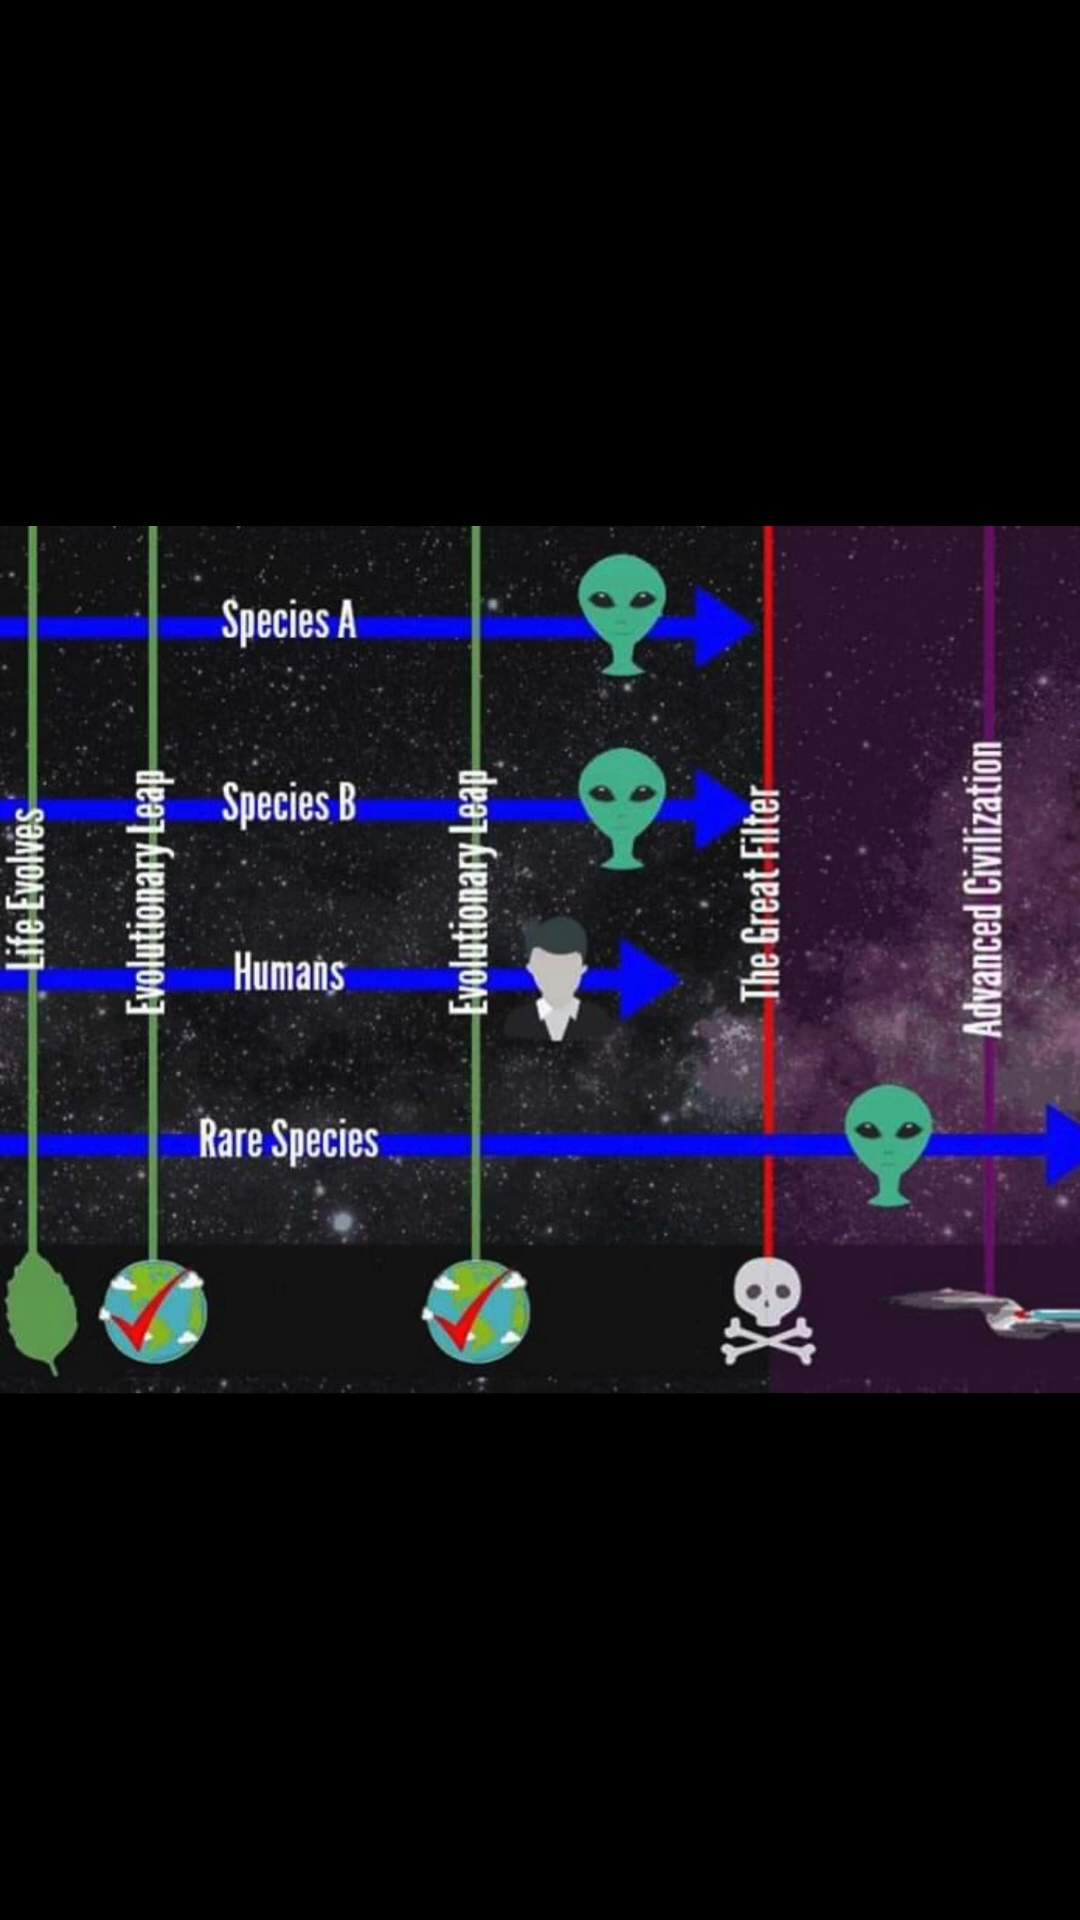 Species A
Species B
Humans
Rare Species
Life Evolves
Evolutionary Leap
Evolutionary Leap
The Great Filter
Advanced Civilization